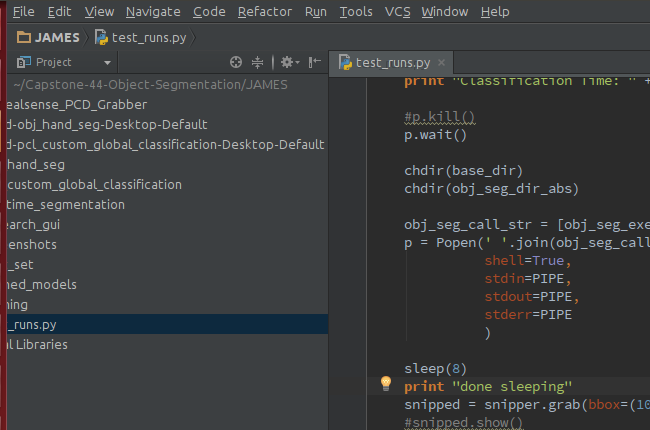 File Edit View Navigate Code Refactor Run Tools VCS Window Help
JAMES test_runs.py
Project
test_runs.py
~/Capstone-44-Object-Segmentation/JAMES
ealsense_PCD_Grabber
d-obj_hand_seg-Desktop-Default
d-pcl_custom_global_classification-Desktop-Default
hand_seg
custom_global_classification
time_segmentation
earch_gui
enshots
_set
ned_models
ning
_runs.py
al Libraries
print "Classification Time: " +
#p.kill()
p.wait()
chdir(base_dir)
chdir(obj_seg_dir_abs)
obj_seg_call_str = [obj_seg_exe
p = Popen(' '.join(obj_seg_call
shell=True,
stdin=PIPE,
stdout=PIPE,
stderr=PIPE
)
sleep(8)
print "done sleeping"
snipped = snipper.grab(bbox=(10
#snipped.show()